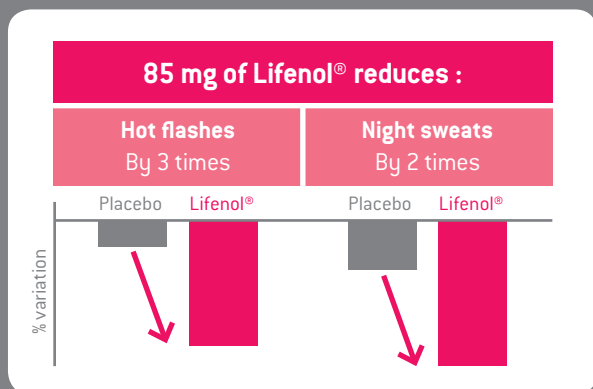 85 mg of Lifenol® reduces :
Hot flashes
By 3 times
Night sweats
By 2 times
Placebo
Lifenol®
Placebo
Lifenol®
% variation